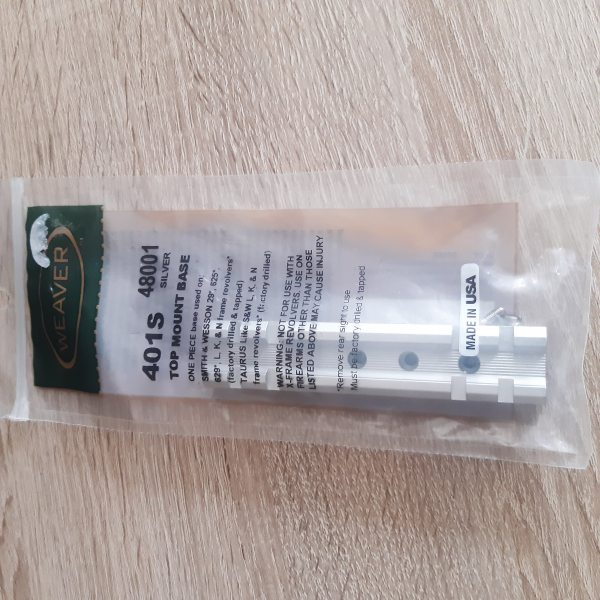 WEAVER
401S 48001
SILVER
TOP MOUNT BASE
ONE PIECE base used on:
SMITH & WESSON 29*, 625*
629*, L, K, & N frame revolvers*
(factory drilled & tapped)
TAURUS Like S&W L, K, & N
frame revolvers* (factory drilled)
WARNING: NOT FOR USE WITH
X-FRAME REVOLVERS. USE ON
FIREARMS OTHER THAN THOSE
LISTED ABOVE MAY CAUSE INJURY
*Remove rear sight to use
Must be factory drilled & tapped
MADE IN USA